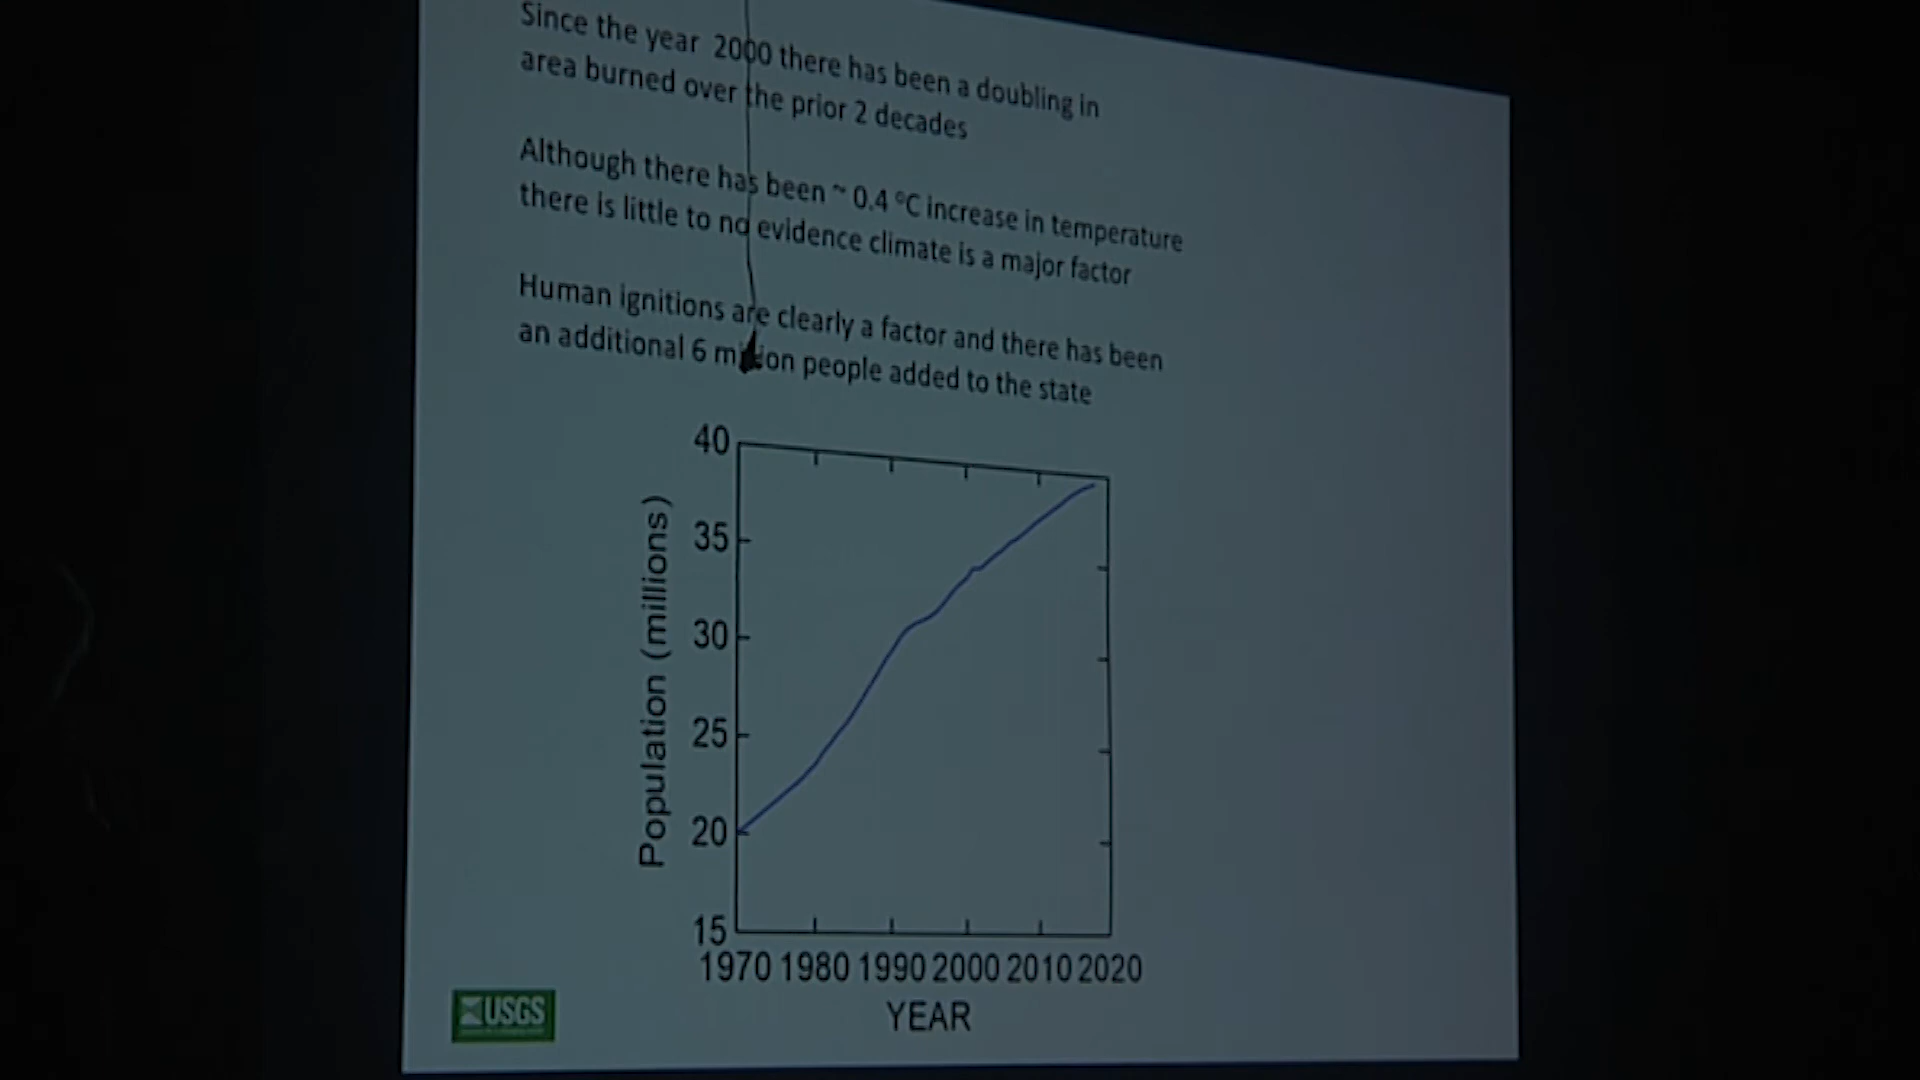 Since the year 2000 there has been a doubling in
area burned over the prior 2 decades
Although there has been ~ 0.4 °C increase in temperature
there is little to no evidence climate is a major factor
Human ignitions are clearly a factor and there has been
an additional 6 million people added to the state
40
35
30
25
20
15
Population (millions)
1970 1980 1990 2000 2010 2020
YEAR
USGS